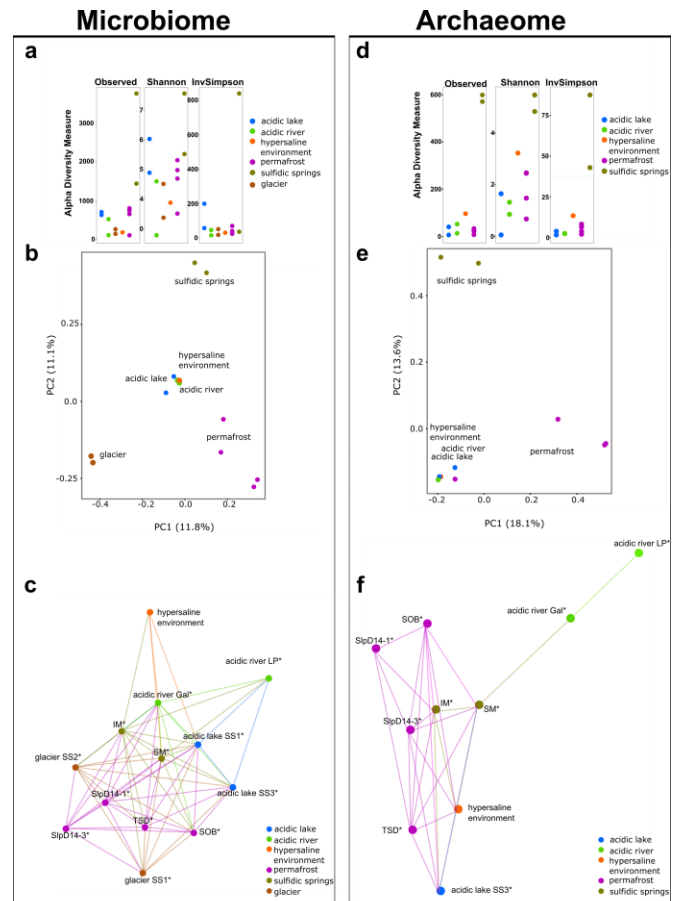 Microbiome
Archaeome
a
Observed Shannon InvSimpson
Alpha Diversity Measure
3000
2000
1000
0
7
6
5
4
3
0
800
600
400
200
0
acidic lake
acidic river
hypersaline
environment
permafrost
sulfidic springs
glacier
b
sulfidic springs
hypersaline
environment
acidic lake
acidic river
permafrost
glacier
PC2 (11.1%)
0.25
0.0
-0.25
-0.4 -0.2 0.0 0.2
PC1 (11.8%)
c
hypersaline
environment
acidic river LP*
acidic river Gal*
IM*
acidic lake SS1*
SM*
glacier SS2*
acidic lake SS3*
SlpD14-1*
TSD*
SlpD14-3*
SOB*
glacier SS1*
acidic lake
acidic river
hypersaline
environment
permafrost
sulfidic springs
glacier
d
Observed Shannon InvSimpson
Alpha Diversity Measure
600
400
200
0
4
2
0
75
50
25
0
acidic lake
acidic river
hypersaline
environment
permafrost
sulfidic springs
e
sulfidic springs
hypersaline
environment
acidic river
acidic lake
permafrost
PC2 (13.6%)
0.4
0.2
0.0
-0.2 0.0 0.2 0.4
PC1 (18.1%)
f
acidic river LP*
acidic river Gal*
SOB*
SlpD14-1*
IM*
SM*
SlpD14-3*
hypersaline
environment
TSD*
acidic lake SS3*
acidic lake
acidic river
hypersaline
environment
permafrost
sulfidic springs